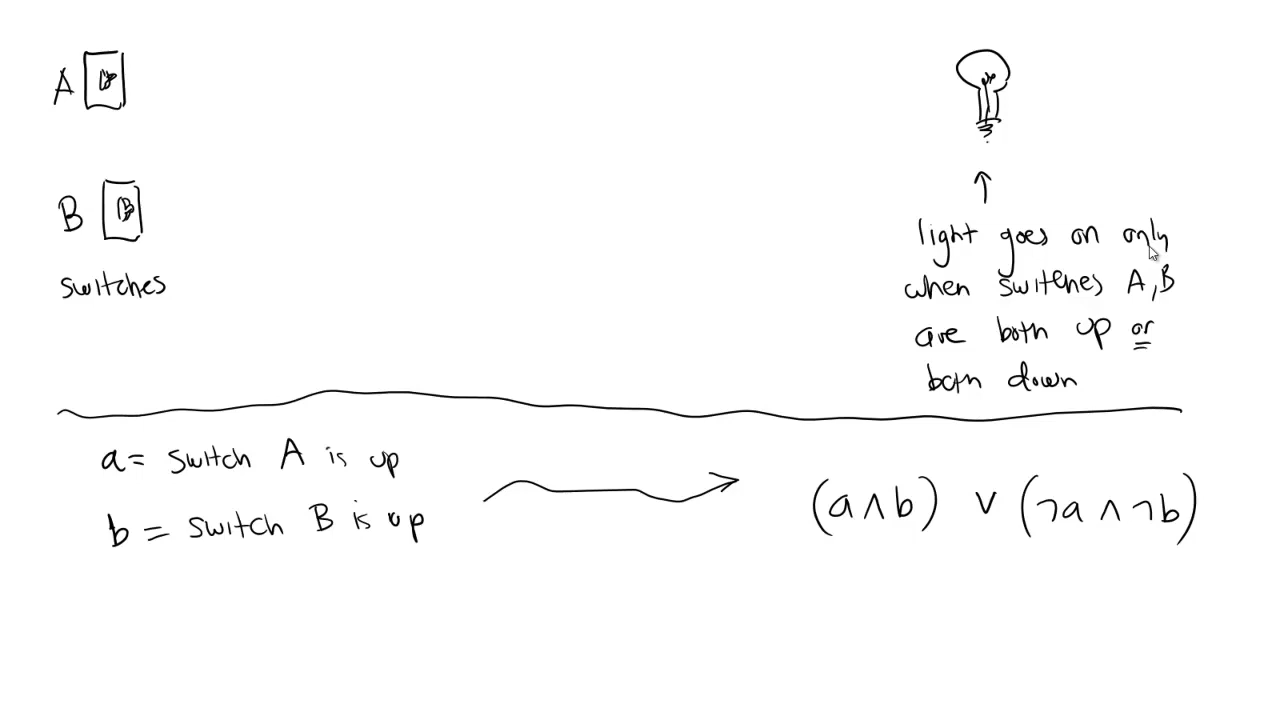 A
B
switches
light goes on only
when switches A,B
are both up or
both down
a = switch A is up
b = switch B is up
(a ∧ b) ∨ (¬a ∧ ¬b)